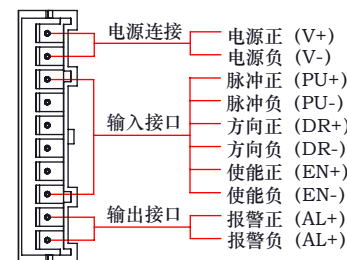 电源连接
电源正 (V+)
电源负 (V-)
输入接口
脉冲正 (PU+)
脉冲负 (PU-)
方向正 (DR+)
方向负 (DR-)
使能正 (EN+)
使能负 (EN-)
输出接口
报警正 (AL+)
报警负 (AL+)